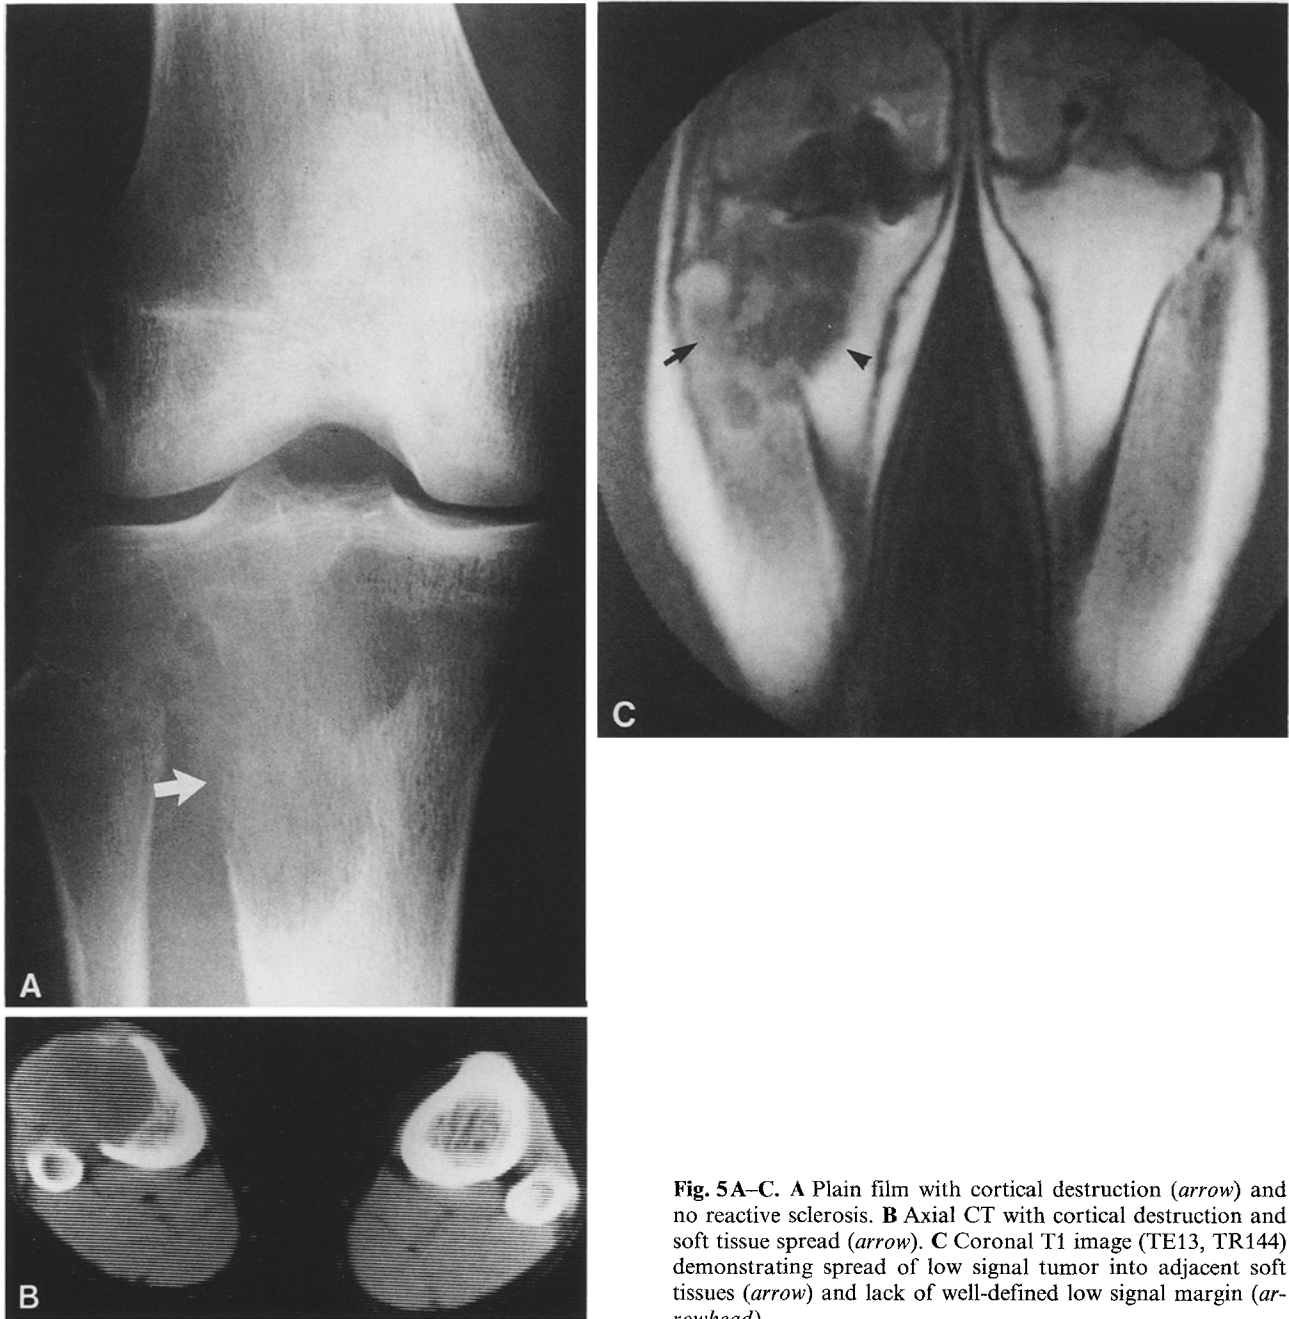 A
B
C
Fig. 5A–C. A Plain film with cortical destruction (arrow) and
no reactive sclerosis. B Axial CT with cortical destruction and
soft tissue spread (arrow). C Coronal T1 image (TE13, TR144)
demonstrating spread of low signal tumor into adjacent soft
tissues (arrow) and lack of well-defined low signal margin (ar-
rowhead)